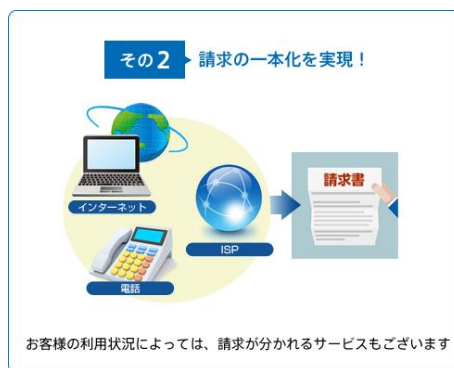 その2 請求の一本化を実現！
インターネット
請求書
ISP
電話
お客様の利用状況によっては、請求が分かれるサービスもございます